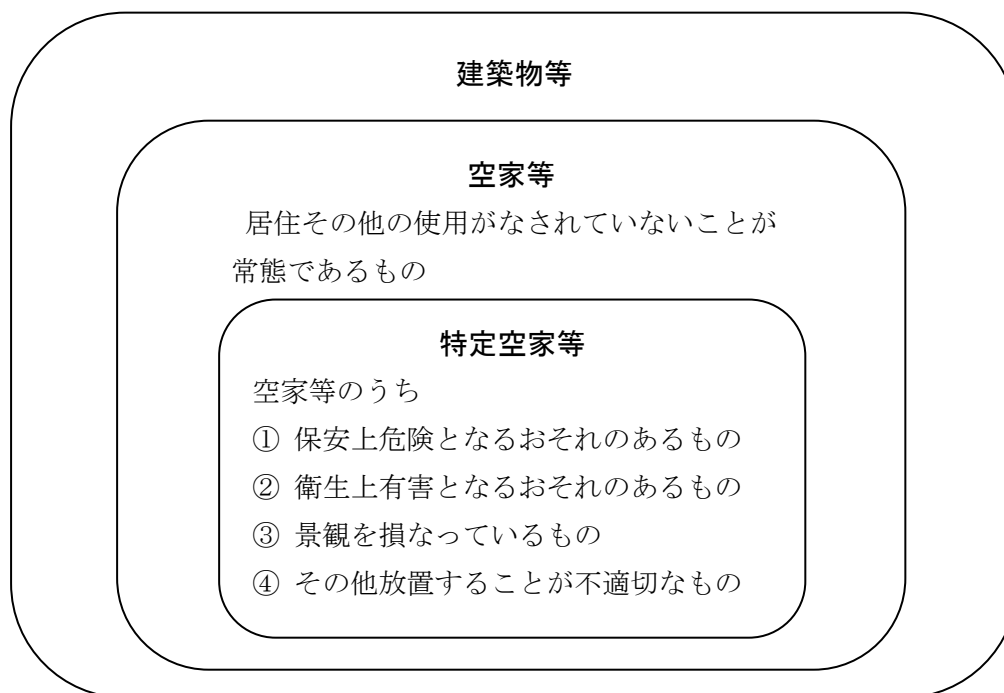 建築物等
空家等
居住その他の使用がなされていないことが
常態であるもの
特定空家等
空家等のうち
① 保安上危険となるおそれのあるもの
② 衛生上有害となるおそれのあるもの
③ 景観を損なっているもの
④ その他放置することが不適切なもの